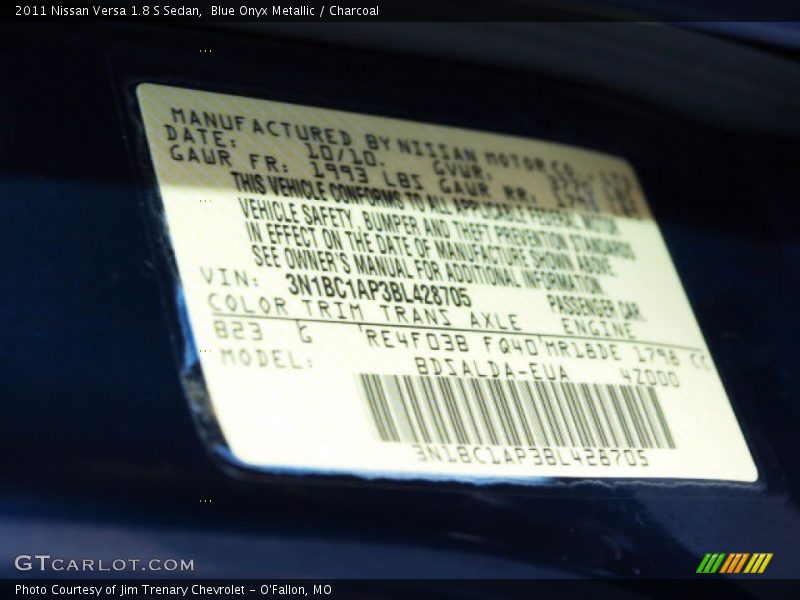 2011 Nissan Versa 1.8 S Sedan, Blue Onyx Metallic / Charcoal
MANUFACTURED BY NISSAN MOTOR CO.,
DATE: 10/10. GVWR:
GAWR FR: 1993 LBS GAWR RR:
THIS VEHICLE CONFORMS TO ALL APPLICABLE FEDERAL MOTOR
VEHICLE SAFETY, BUMPER AND THEFT PREVENTION STANDARDS
IN EFFECT ON THE DATE OF MANUFACTURE SHOWN ABOVE.
SEE OWNER'S MANUAL FOR ADDITIONAL INFORMATION.
VIN: 3N1BC1AP3BL428705 PASSENGER CAR.
COLOR TRIM TRANS AXLE ENGINE
B23 G RE4F03B FQ40 MR18DE 1798 CC
MODEL: BDSALDA-EUA 4Z000
3N1BC1AP3BL428705
GTCARLOT.COM
Photo Courtesy of Jim Trenary Chevrolet - O'Fallon, MO